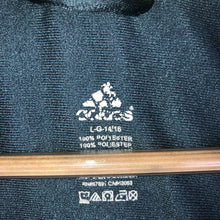 adidas
L-G-14/16
100% POLYESTER
100% POLIESTER